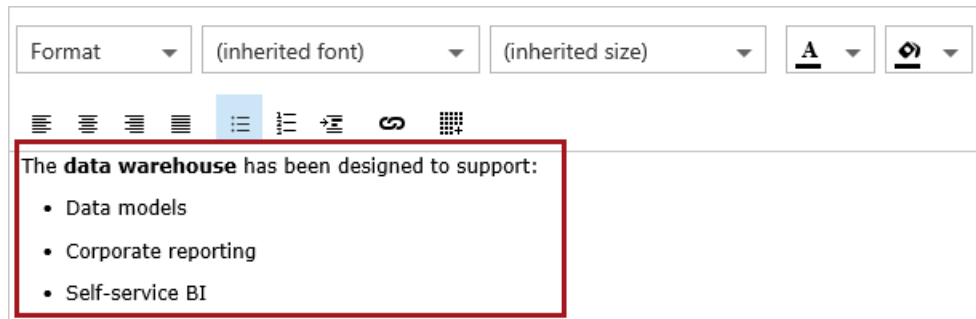 Format
(inherited font)
(inherited size)
A
The data warehouse has been designed to support:
• Data models
• Corporate reporting
• Self-service BI